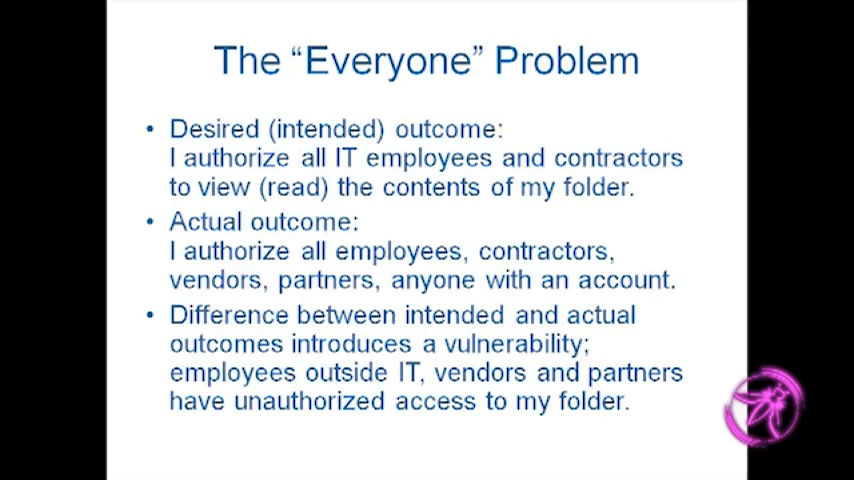 The “Everyone” Problem
• Desired (intended) outcome:
I authorize all IT employees and contractors
to view (read) the contents of my folder.
• Actual outcome:
I authorize all employees, contractors,
vendors, partners, anyone with an account.
• Difference between intended and actual
outcomes introduces a vulnerability;
employees outside IT, vendors and partners
have unauthorized access to my folder.